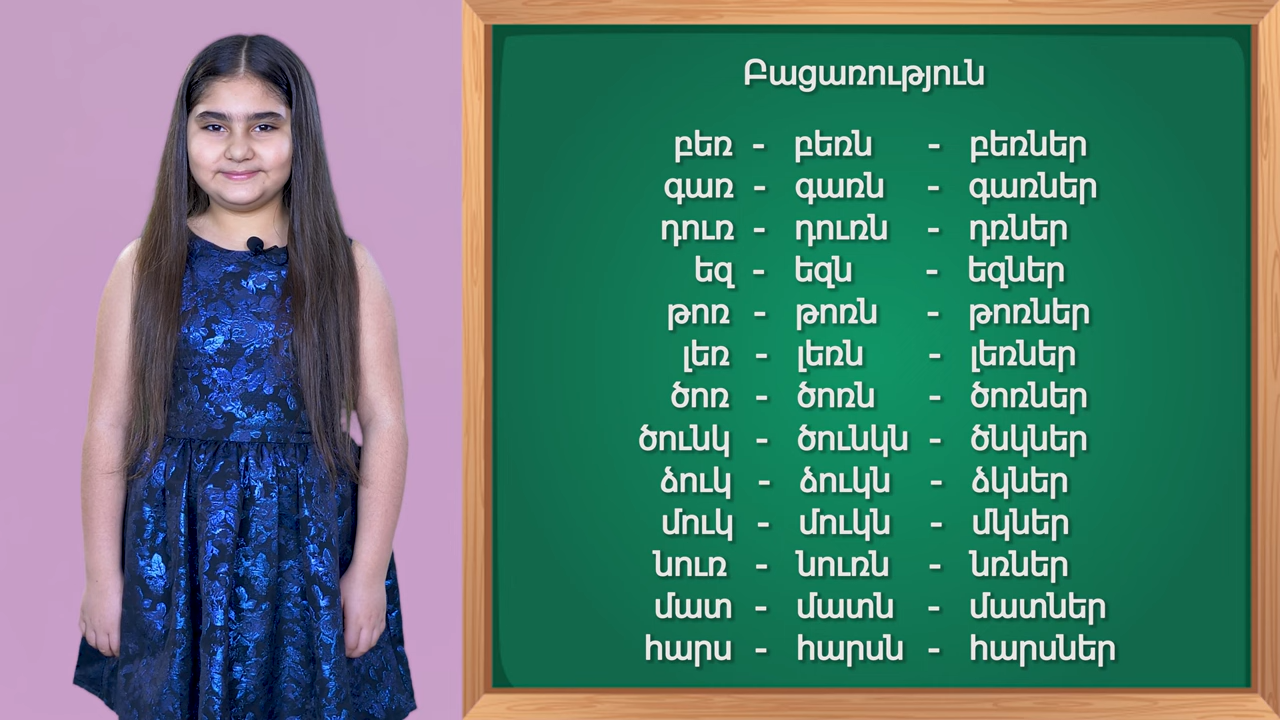 Բացառություն
բեռ - բեռն - բեռներ
գառ - գառն - գառներ
դուռ - դուռն - դռներ
եզ - եզն - եզներ
թոռ - թոռն - թոռներ
լեռ - լեռն - լեռներ
ծոռ - ծոռն - ծոռներ
ծունկ - ծունկն - ծնկներ
ձուկ - ձուկն - ձկներ
մուկ - մուկն - մկներ
նուռ - նուռն - նռներ
մատ - մատն - մատներ
հարս - հարսն - հարսներ